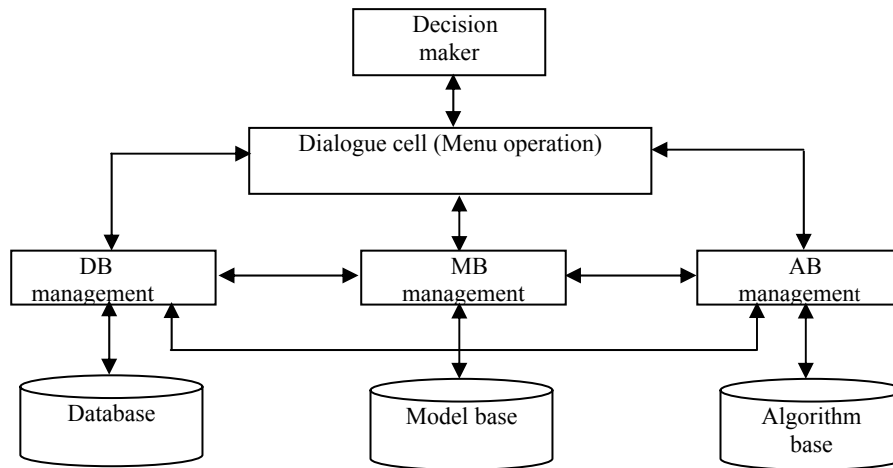 Decision
maker
Dialogue cell (Menu operation)
DB
management
MB
management
AB
management
Database
Model base
Algorithm
base